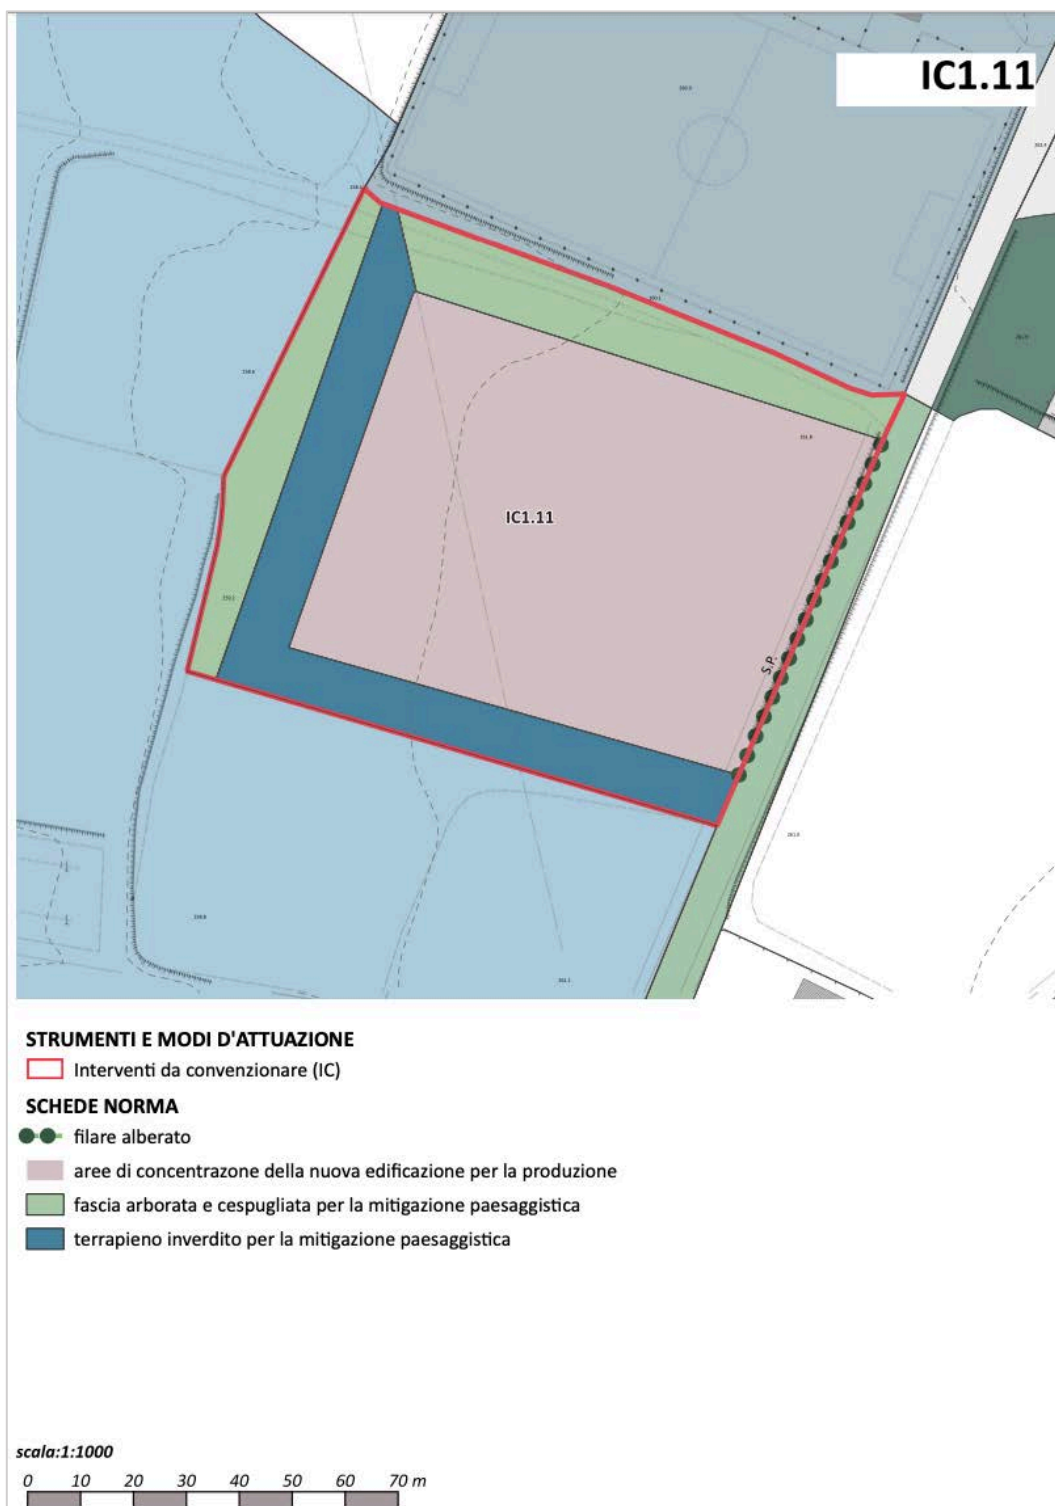 IC1.11
IC1.11
S.P.
STRUMENTI E MODI D'ATTUAZIONE
Interventi da convenzionare (IC)
SCHEDE NORMA
filare alberato
aree di concentrazone della nuova edificazione per la produzione
fascia arborata e cespugliata per la mitigazione paesaggistica
terrapieno inverdito per la mitigazione paesaggistica
scala:1:1000
0 10 20 30 40 50 60 70 m